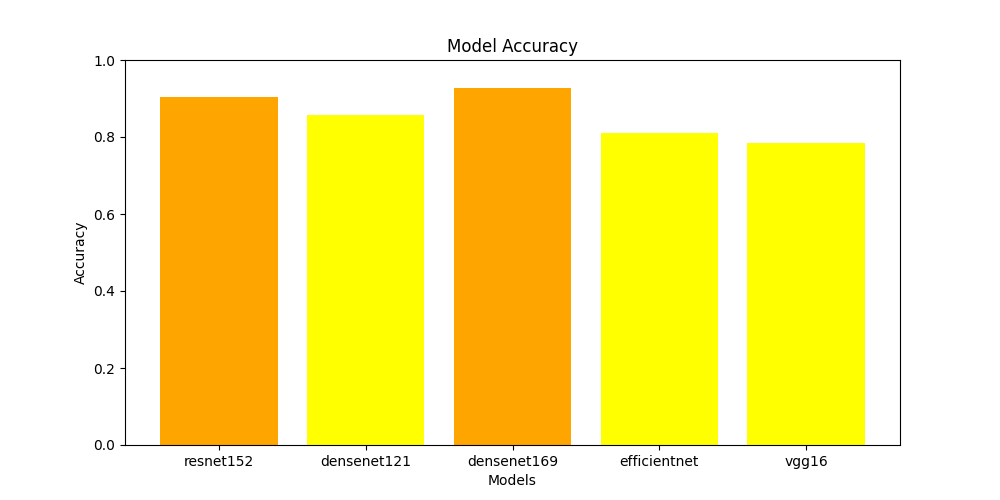 Model Accuracy
1.0
0.8
0.6
0.4
0.2
0.0
Accuracy
resnet152 densenet121 densenet169 efficientnet vgg16
Models